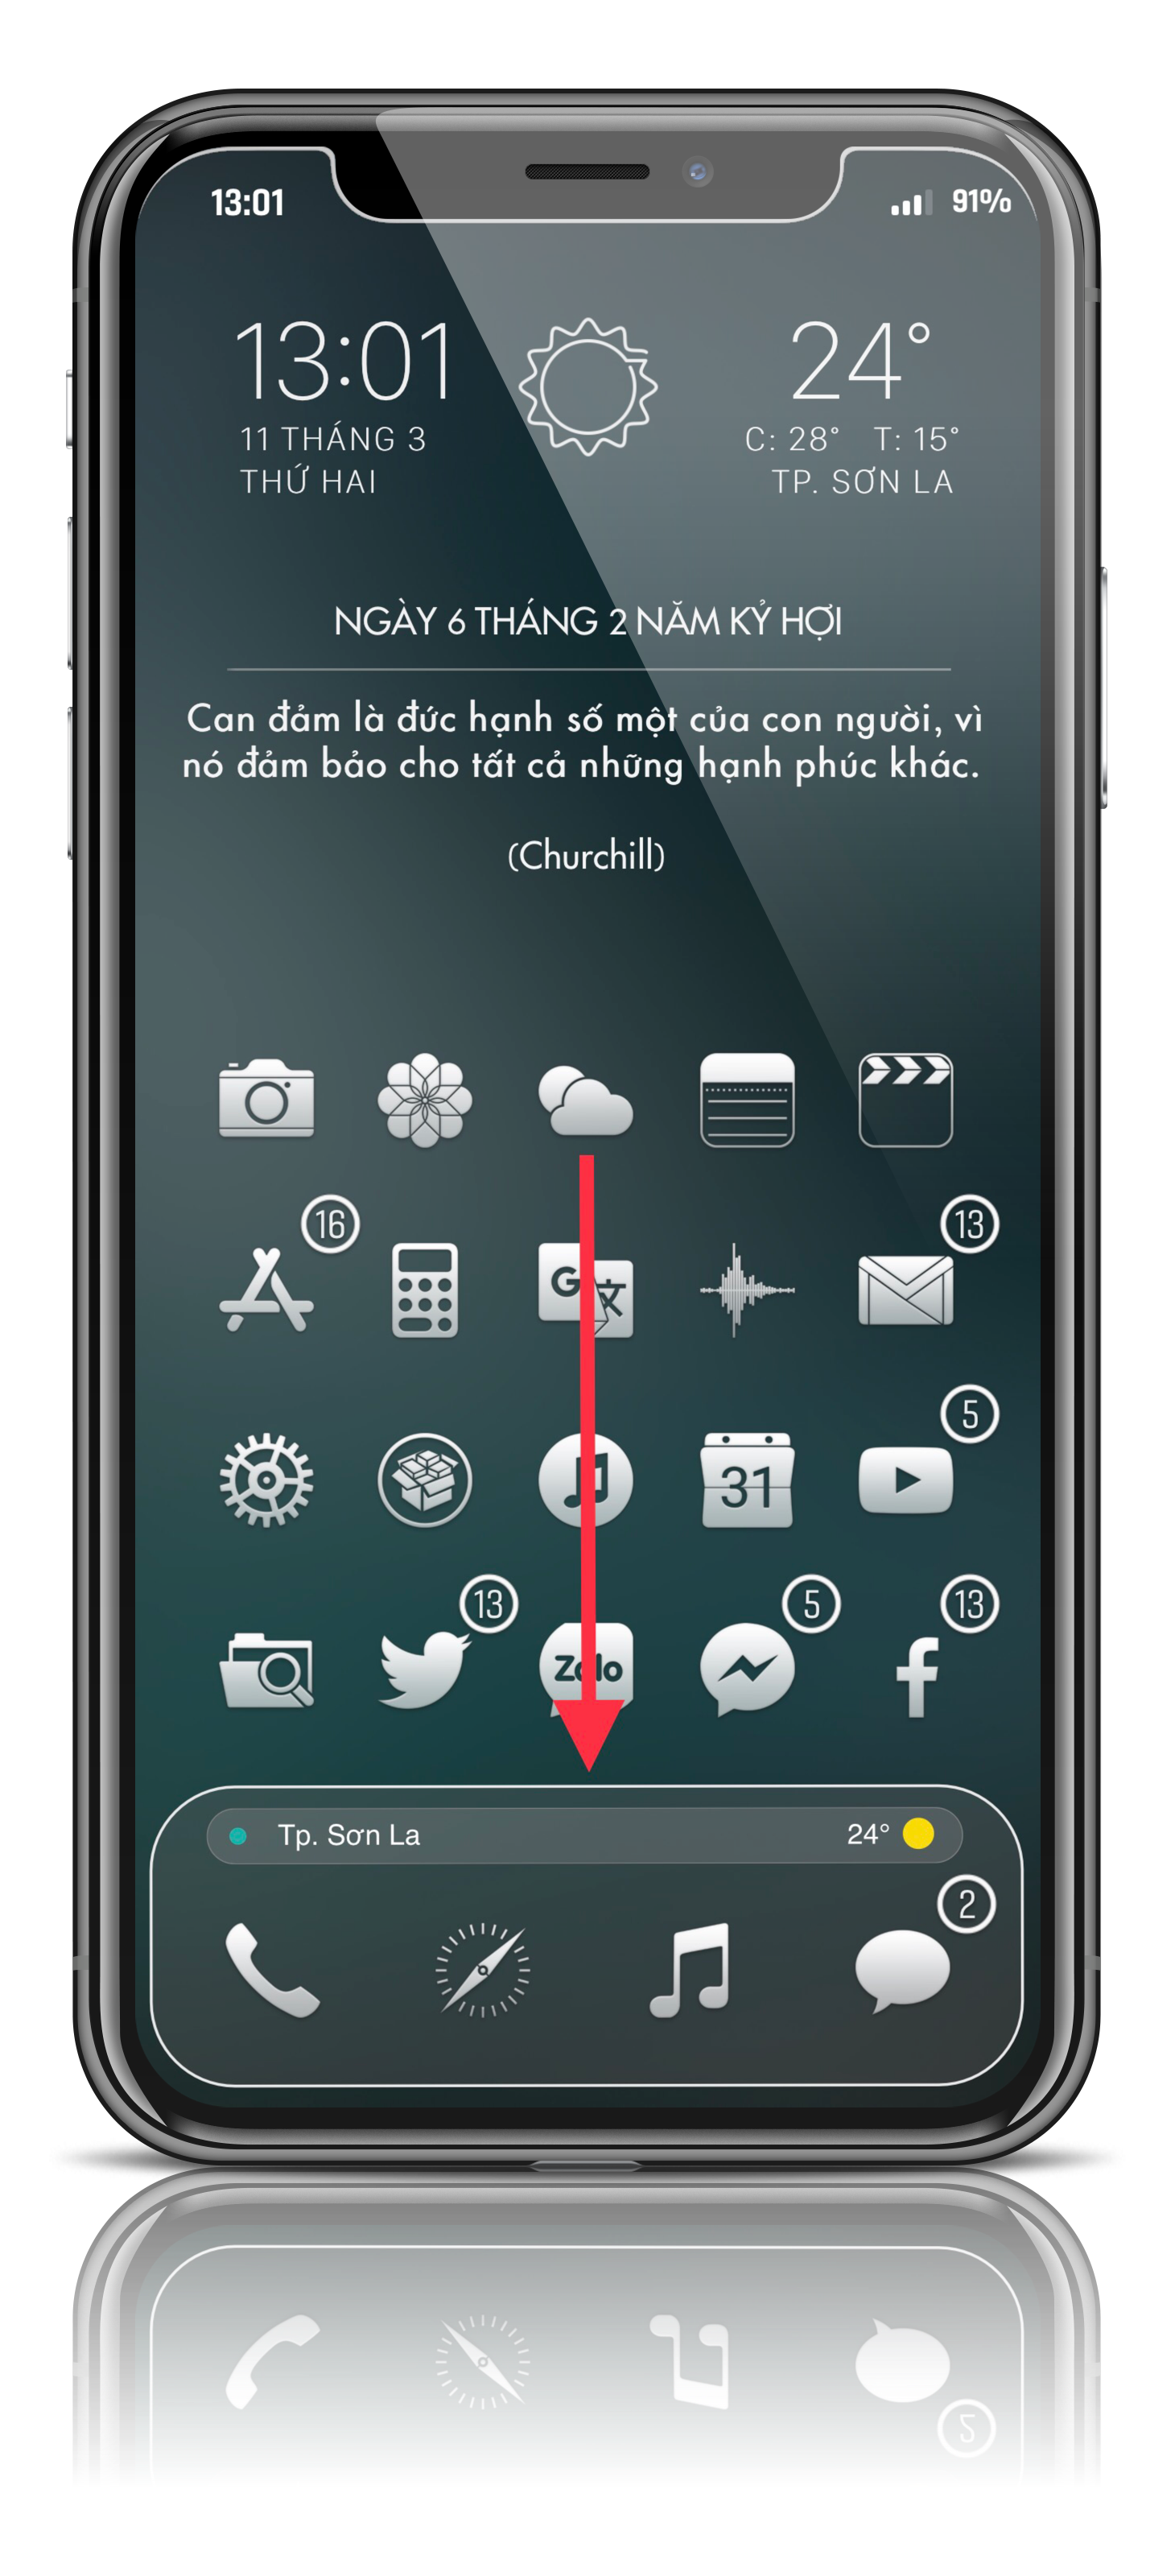 13:01
91%
13:01
24°
11 THÁNG 3
C: 28° T: 15°
THỨ HAI
TP. SƠN LA
NGÀY 6 THÁNG 2 NĂM KỶ HỢI
Can đảm là đức hạnh số một của con người, vì
nó đảm bảo cho tất cả những hạnh phúc khác.
(Churchill)
16
13
G 文
5
31
13
5
13
Zalo
Tp. Sơn La
24°
2